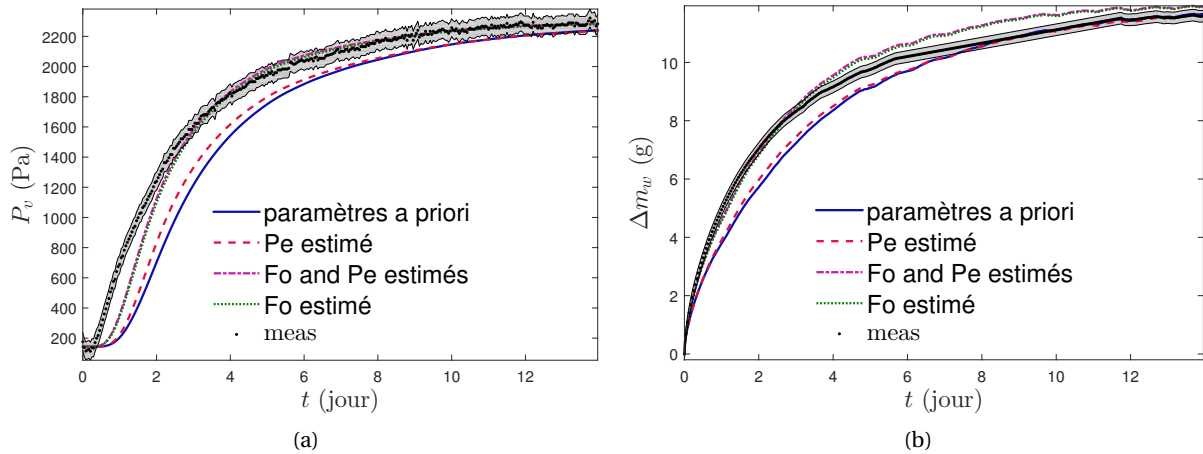 2200
2000
1800
1600
1400
1200
1000
800
600
400
200
P_v (Pa)
paramètres a priori
Pe estimé
Fo and Pe estimés
Fo estimé
meas
0 2 4 6 8 10 12
t (jour)
(a)
10
8
6
4
2
0
Δm_w (g)
paramètres a priori
Pe estimé
Fo and Pe estimés
Fo estimé
meas
0 2 4 6 8 10 12
t (jour)
(b)